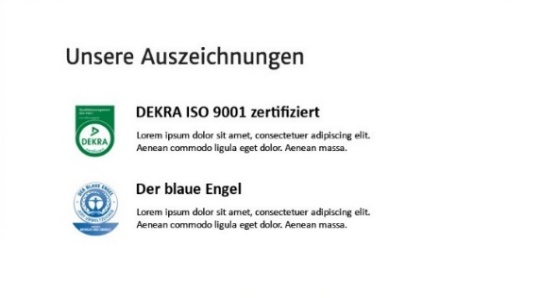 Unsere Auszeichnungen
DEKRA ISO 9001 zertifiziert
Lorem ipsum dolor sit amet, consectetuer adipiscing elit.
Aenean commodo ligula eget dolor. Aenean massa.
DEKRA
Der blaue Engel
Lorem ipsum dolor sit amet, consectetuer adipiscing elit.
Aenean commodo ligula eget dolor. Aenean massa.
DER BLAUE ENGEL